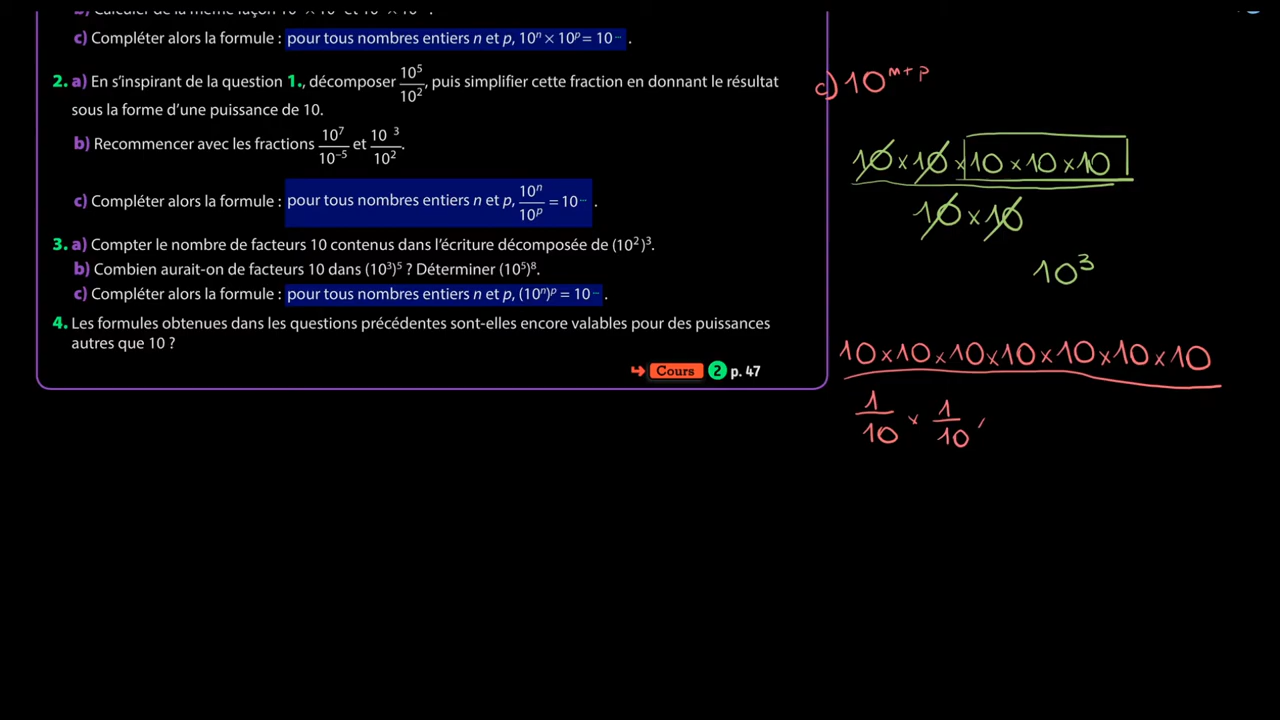 c) Compléter alors la formule : pour tous nombres entiers n et p, 10ⁿ × 10ᵖ = 10··· .
2. a) En s'inspirant de la question 1., décomposer 10⁵/10², puis simplifier cette fraction en donnant le résultat
sous la forme d'une puissance de 10.
b) Recommencer avec les fractions 10⁷/10⁻⁵ et 10 ³/10².
c) Compléter alors la formule : pour tous nombres entiers n et p, 10ⁿ/10ᵖ = 10··· .
3. a) Compter le nombre de facteurs 10 contenus dans l'écriture décomposée de (10²)³.
b) Combien aurait-on de facteurs 10 dans (10³)⁵ ? Déterminer (10⁵)⁸.
c) Compléter alors la formule : pour tous nombres entiers n et p, (10ⁿ)ᵖ = 10··· .
4. Les formules obtenues dans les questions précédentes sont-elles encore valables pour des puissances
autres que 10 ?
Cours 2 p. 47
c) 10ⁿ⁺ᵖ
10 × 10 × 10 × 10 × 10
10 × 10
10³
10 × 10 × 10 × 10 × 10 × 10 × 10
1/10 × 1/10